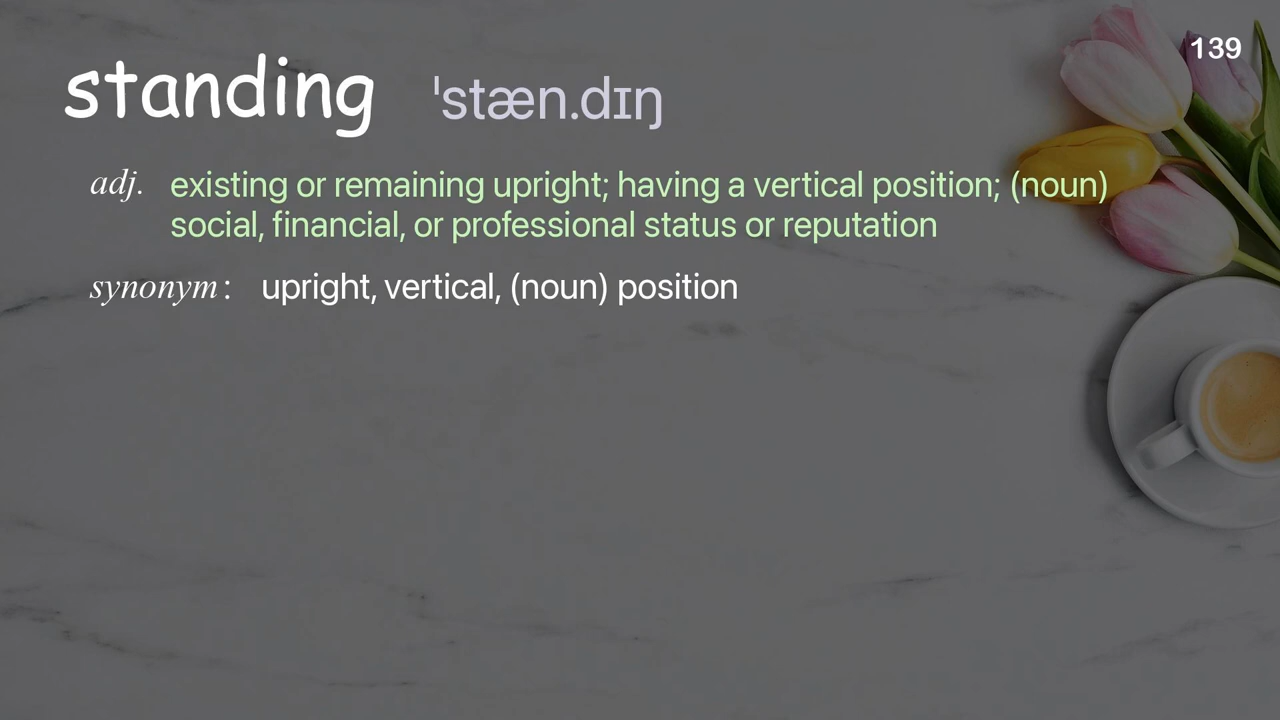 139
standing ˈstæn.dɪŋ
adj. existing or remaining upright; having a vertical position; (noun)
social, financial, or professional status or reputation
synonym: upright, vertical, (noun) position